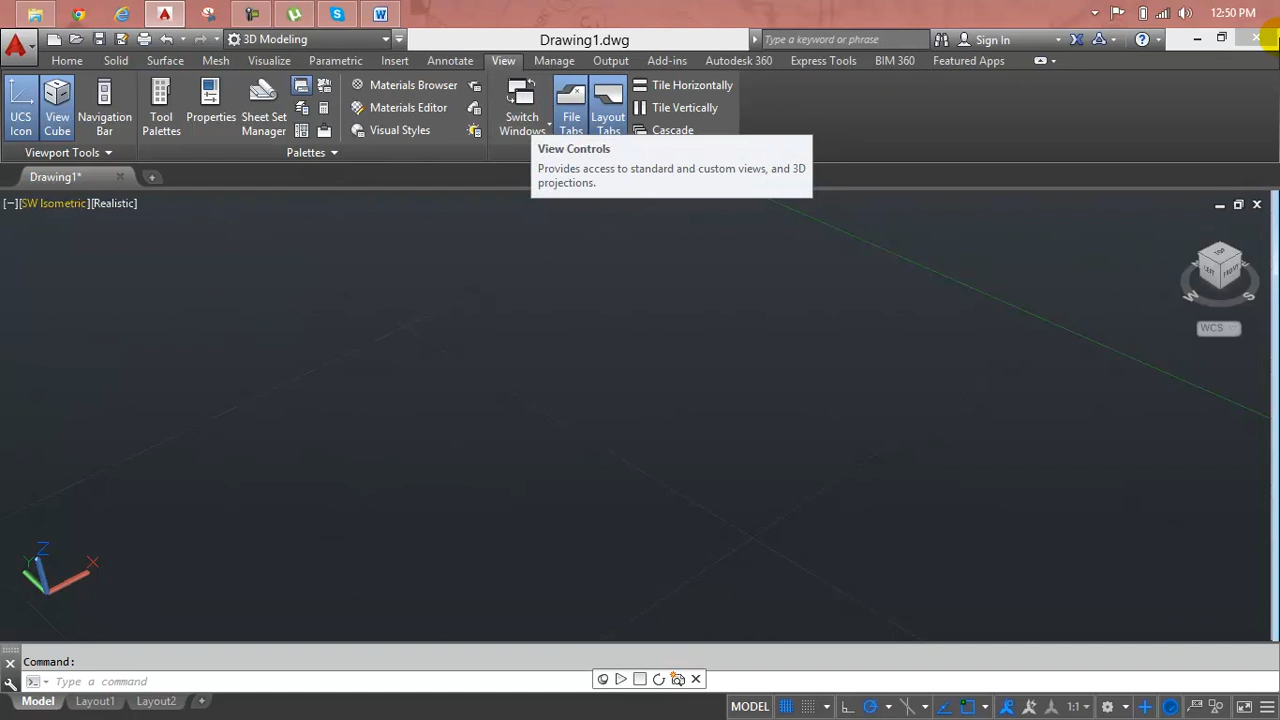 12:50 PM
3D Modeling
Drawing1.dwg
Type a keyword or phrase
Sign In
Home Solid Surface Mesh Visualize Parametric Insert Annotate View Manage Output Add-ins Autodesk 360 Express Tools BIM 360 Featured Apps
UCS Icon
View Cube
Navigation Bar
Tool Palettes
Properties
Sheet Set Manager
Materials Browser
Materials Editor
Visual Styles
Switch Windows
File Tabs
Layout Tabs
Tile Horizontally
Tile Vertically
Cascade
Viewport Tools
Palettes
View Controls
Provides access to standard and custom views, and 3D
projections.
Drawing1*
[−][SW Isometric][Realistic]
TOP
LEFT FRONT
W S
WCS
Z
Y X
Command:
Type a command
Model Layout1 Layout2
MODEL 1:1